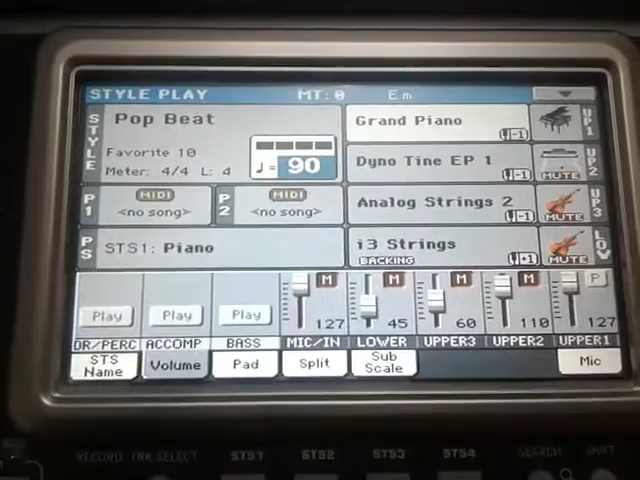 STYLE PLAY MT: 0 Em
STYLE
Pop Beat
Favorite 10
Meter: 4/4 L: 4
♩= 90
Grand Piano
-1
UP1
Dyno Tine EP 1
-1
MUTE
UP2
Analog Strings 2
-1
MUTE
UP3
i3 Strings
BACKING
+1
MUTE
LOW
P1
MIDI
<no song>
P2
MIDI
<no song>
PS
STS1: Piano
Play Play Play
M M M M P
127 45 60 110 127
DR/PERC ACCOMP BASS MIC/IN LOWER UPPER3 UPPER2 UPPER1
STS Name
Volume
Pad
Split
Sub Scale
Mic
RECORD TRK SELECT STS1 STS2 STS3 STS4 SEARCH SHIFT